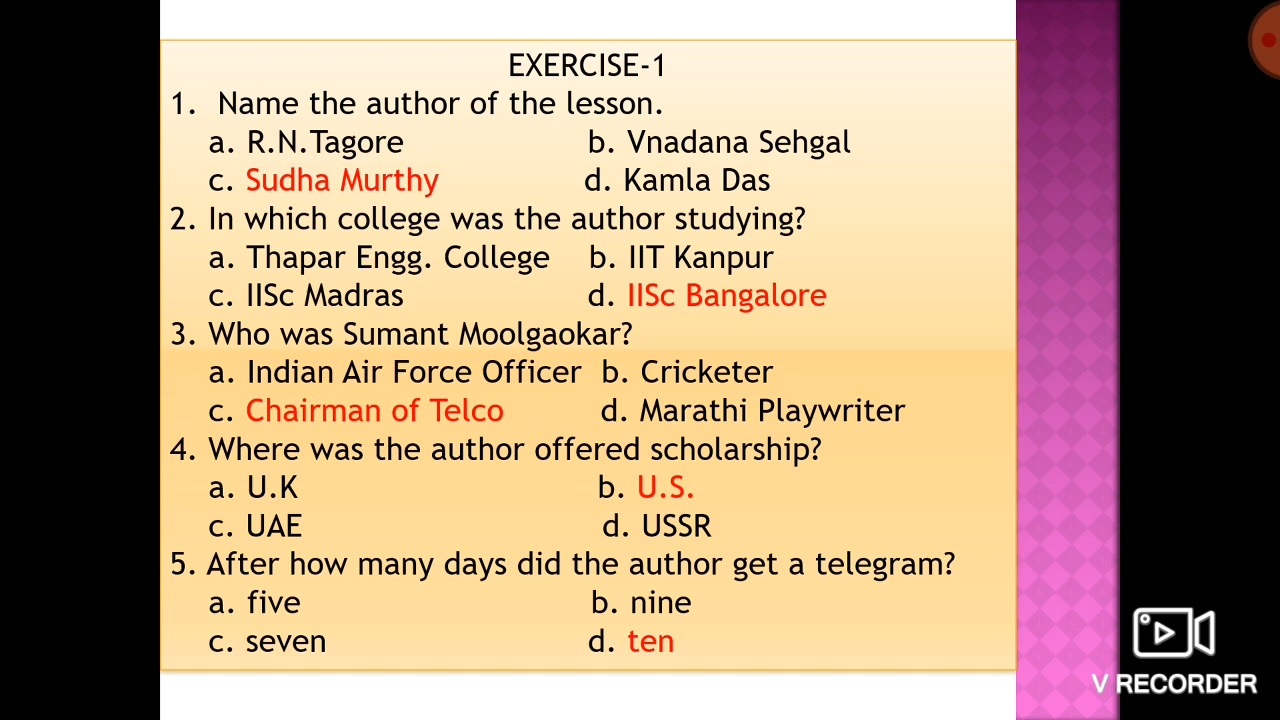 EXERCISE-1
1. Name the author of the lesson.
a. R.N.Tagore b. Vnadana Sehgal
c. Sudha Murthy d. Kamla Das
2. In which college was the author studying?
a. Thapar Engg. College b. IIT Kanpur
c. IISc Madras d. IISc Bangalore
3. Who was Sumant Moolgaokar?
a. Indian Air Force Officer b. Cricketer
c. Chairman of Telco d. Marathi Playwriter
4. Where was the author offered scholarship?
a. U.K b. U.S.
c. UAE d. USSR
5. After how many days did the author get a telegram?
a. five b. nine
c. seven d. ten
V RECORDER